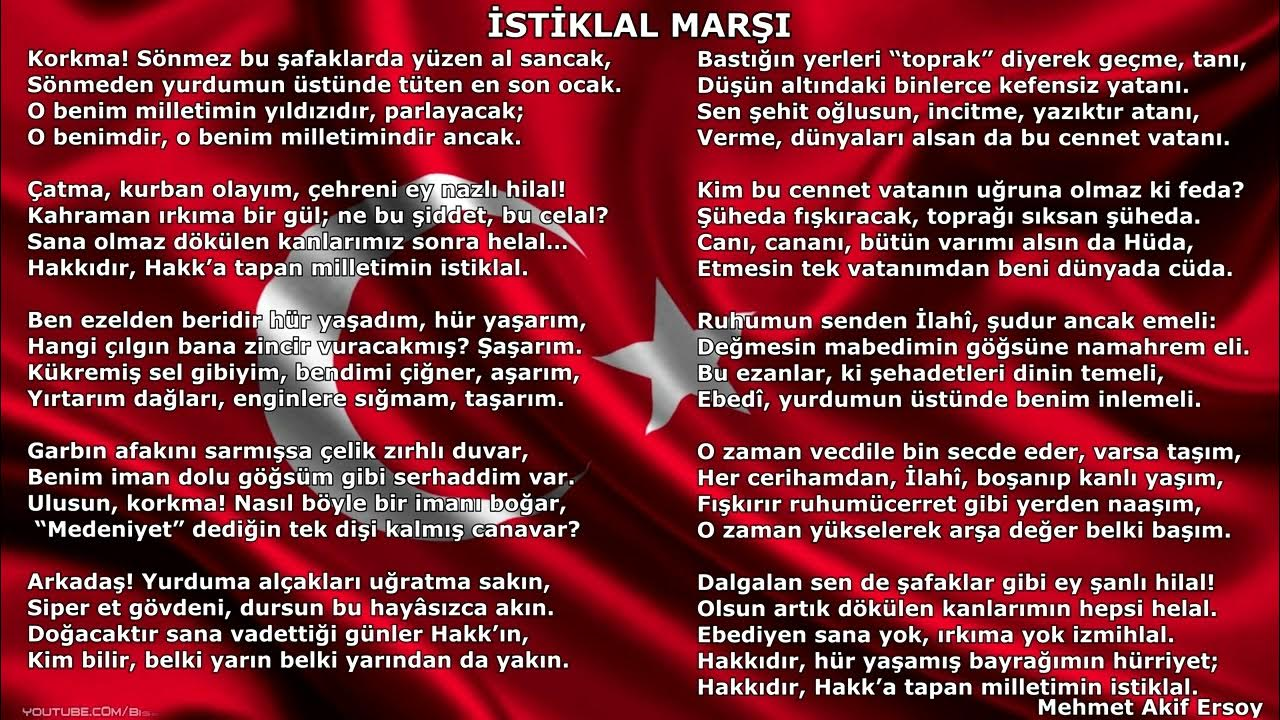 İSTİKLAL MARŞI
Korkma! Sönmez bu şafaklarda yüzen al sancak,
Sönmeden yurdumun üstünde tüten en son ocak.
O benim milletimin yıldızıdır, parlayacak;
O benimdir, o benim milletimindir ancak.
Çatma, kurban olayım, çehreni ey nazlı hilal!
Kahraman ırkıma bir gül; ne bu şiddet, bu celal?
Sana olmaz dökülen kanlarımız sonra helal...
Hakkıdır, Hakk’a tapan milletimin istiklal.
Ben ezelden beridir hür yaşadım, hür yaşarım,
Hangi çılgın bana zincir vuracakmış? Şaşarım.
Kükremiş sel gibiyim, bendimi çiğner, aşarım,
Yırtarım dağları, enginlere sığmam, taşarım.
Garbın afakını sarmışsa çelik zırhlı duvar,
Benim iman dolu göğsüm gibi serhaddim var.
Ulusun, korkma! Nasıl böyle bir imanı boğar,
“Medeniyet” dediğin tek dişi kalmış canavar?
Arkadaş! Yurduma alçakları uğratma sakın,
Siper et gövdeni, dursun bu hayâsızca akın.
Doğacaktır sana vadettiği günler Hakk’ın,
Kim bilir, belki yarın belki yarından da yakın.
Bastığın yerleri “toprak” diyerek geçme, tanı,
Düşün altındaki binlerce kefensiz yatanı.
Sen şehit oğlusun, incitme, yazıktır atanı,
Verme, dünyaları alsan da bu cennet vatanı.
Kim bu cennet vatanın uğruna olmaz ki feda?
Şüheda fışkıracak, toprağı sıksan şüheda.
Canı, cananı, bütün varımı alsın da Hüda,
Etmesin tek vatanımdan beni dünyada cüda.
Ruhumun senden İlahî, şudur ancak emeli:
Değmesin mabedimin göğsüne namahrem eli.
Bu ezanlar, ki şehadetleri dinin temeli,
Ebedî, yurdumun üstünde benim inlemeli.
O zaman vecdile bin secde eder, varsa taşım,
Her cerihamdan, İlahî, boşanıp kanlı yaşım,
Fışkırır ruhumücerret gibi yerden naaşım,
O zaman yükselerek arşa değer belki başım.
Dalgalan sen de şafaklar gibi ey şanlı hilal!
Olsun artık dökülen kanlarımın hepsi helal.
Ebediyen sana yok, ırkıma yok izmihlal.
Hakkıdır, hür yaşamış bayrağımın hürriyet;
Hakkıdır, Hakk’a tapan milletimin istiklal.
Mehmet Akif Ersoy